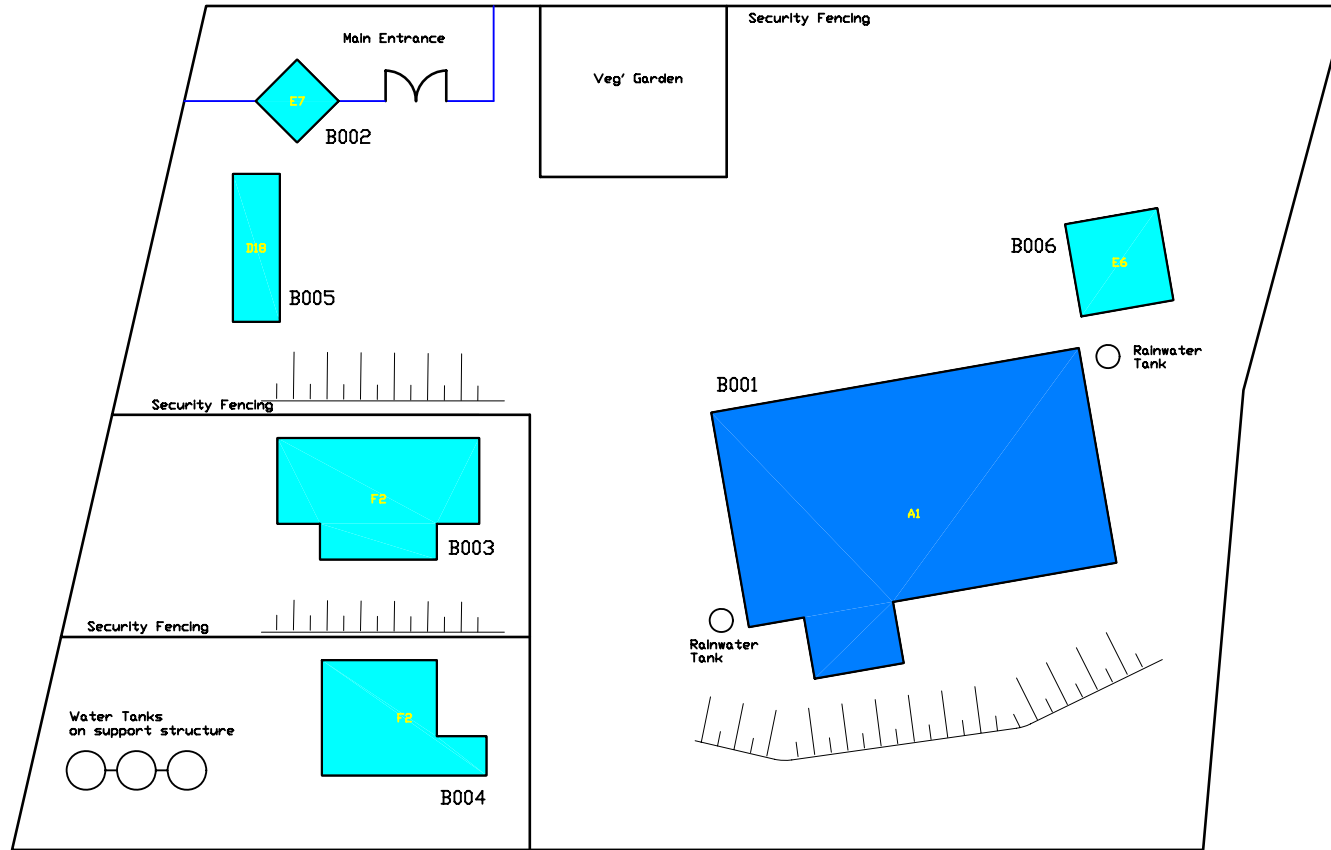 Security Fencing
Main Entrance
Veg' Garden
E7
B002
D18
B005
B006
E6
Rainwater
Tank
B001
Security Fencing
F2
B003
A1
Security Fencing
Rainwater
Tank
F2
Water Tanks
on support structure
B004